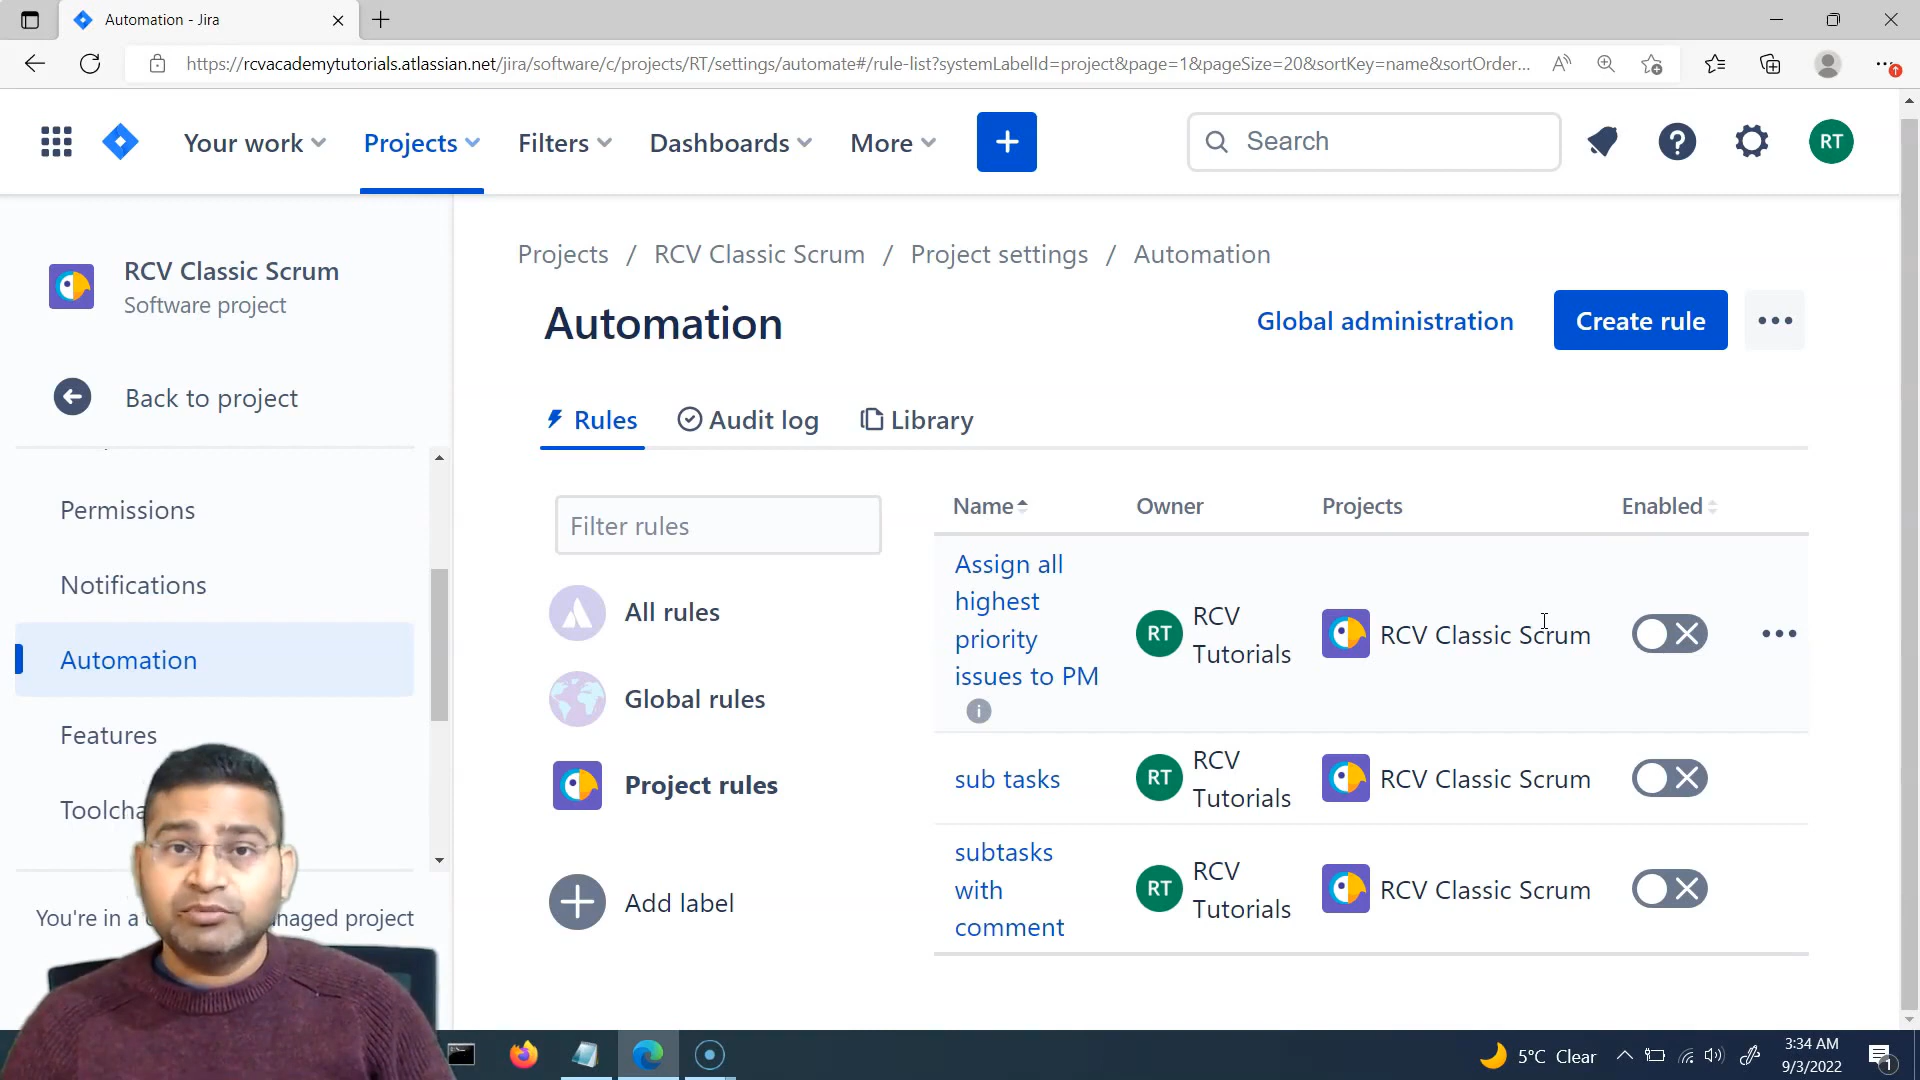 Automation - Jira
https://rcvacademytutorials.atlassian.net/jira/software/c/projects/RT/settings/automate#/rule-list?systemLabelId=project&page=1&pageSize=20&sortKey=name&sortOrder...
Your work
Projects
Filters
Dashboards
More
Search
RT
RCV Classic Scrum
Software project
Back to project
Permissions
Notifications
Automation
Features
Toolcha
You're in a
naged project
Projects / RCV Classic Scrum / Project settings / Automation
Automation
Global administration
Create rule
Rules
Audit log
Library
Filter rules
All rules
Global rules
Project rules
Add label
Name
Owner
Projects
Enabled
Assign all
highest
priority
issues to PM
RT
RCV
Tutorials
RCV Classic Scrum
sub tasks
RT
RCV
Tutorials
RCV Classic Scrum
subtasks
with
comment
RT
RCV
Tutorials
RCV Classic Scrum
5°C Clear
3:34 AM
9/3/2022
1